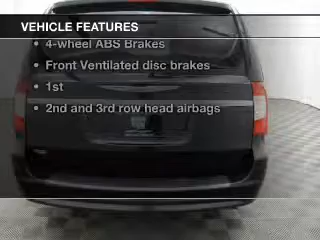 VEHICLE FEATURES
• 4-wheel ABS Brakes
• Front Ventilated disc brakes
• 1st
• 2nd and 3rd row head airbags